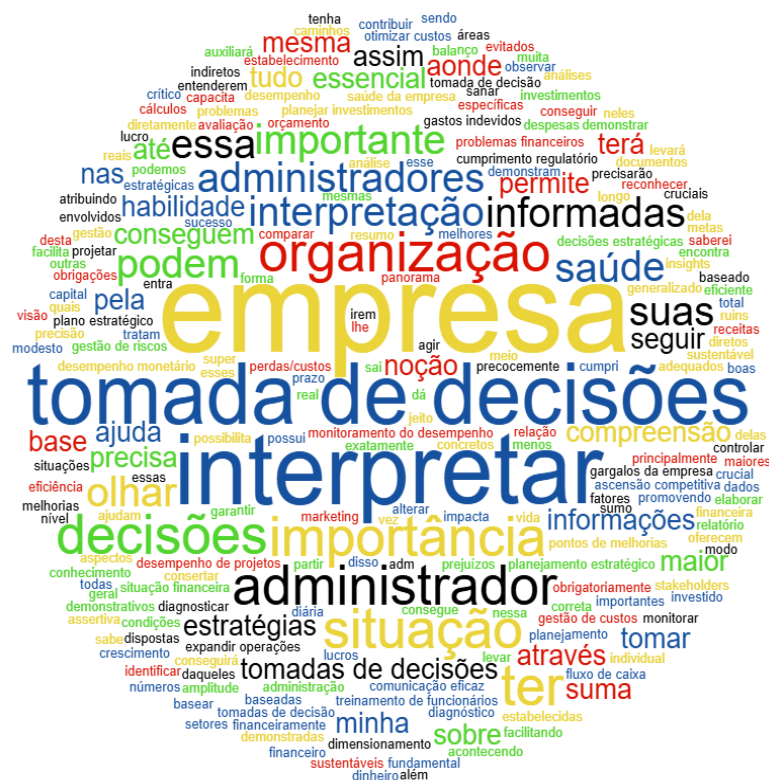 tenha contribuir sendo
caminhos otimizar custos áreas
auxiliará mesma assim balanço evitados muita
estabelecimento aonde observar
indiretos tudo essencial tomada de decisão análises
entenderem sanar
crítico desempenho saúde da empresa específicas investimentos
capacita planejar investimentos conseguir neles
cálculos problemas gastos indevidos despesas demonstrar
diretamente avaliação orçamento importante terá levará
lucro até essa problemas financeiros documentos
reais podemos análise esse cumprimento regulatório precisarão
nas estratégicas administradores demonstram permite reconhecer
mesmas longo cruciais
atribuindo habilidade interpretação informadas dela
envolvidos sucesso metas
gestão conseguem comparar resumo melhores decisões estratégicas saberei
desta facilita projetar organização encontra insights
outras podem forma saúde generalizado baseado
obrigações entra panorama eficiente
capital pela empresa suas total
visão quais irem diretos ruins
plano estratégico lhe receitas
precisão tratam agir seguir sustentável
modesto gestão de riscos super noção precocemente cumpri adequados boas
desempenho monetário esses perdas/custos sai meio
real prazo dá
tomada de decisões
jeito
base ajuda possibilita possui monitoramento do desempenho relação compreensão delas controlar
exatamente concretos menos principalmente maiores
situações precisa interpretar gargalos da empresa crucial
essas ascensão competitiva dados
eficiência olhar fatores promovendo elaborar
melhorias garantir alterar sumo financeira
nível ajudam marketing vez impacta vida informações relatório
decisões importância oferecem
aspectos pontos de melhorias modo
consertar
desempenho de projetos partir disso adm prejuízos planejamento estratégico maior
conhecimento situação financeira administrador stakeholders
todas geral obrigatoriamente
demonstrativos diagnosticar importantes investido
diária consegue nessa correta gestão de custos monitorar
assertiva condições estratégias situação planejamento tomar
sabe dispostas
crescimento expandir operações lucros levar através individual
identificar conseguirá tomadas de decisões fluxo de caixa
números daqueles ter suma
amplitude administração comunicação eficaz
basear baseadas treinamento de funcionários
tomadas de decisão diagnóstico estabelecidas
setores financeiramente minha sobre facilitando
demonstradas dimensionamento acontecendo
financeiro
sustentáveis fundamental
dinheiro além